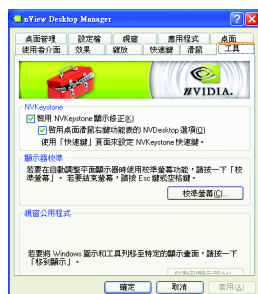 nView Desktop Manager
桌面管理 設定檔 視窗 應用程式 桌面
使用者介面 效果 縮放 快速鍵 滑鼠 工具
nVIDIA.
NVKeystone
啟用 NVKeystone 顯示修正(K)
啟用桌面滑鼠右鍵功能表的 NVDesktop 選項(O)
使用「快速鍵」頁面來設定 NVKeystone 快速鍵。
顯示器校準
若要在自動調整平面顯示器時使用校準螢幕功能，請按一下「校
準螢幕」。 若要結束螢幕，請按 Esc 鍵或空格鍵。
校準螢幕(C)...
視窗公用程式
若要將 Windows 圖示和工具列移至特定的顯示畫面，請按一下
「移到顯示」。
確定 取消 套用(A)